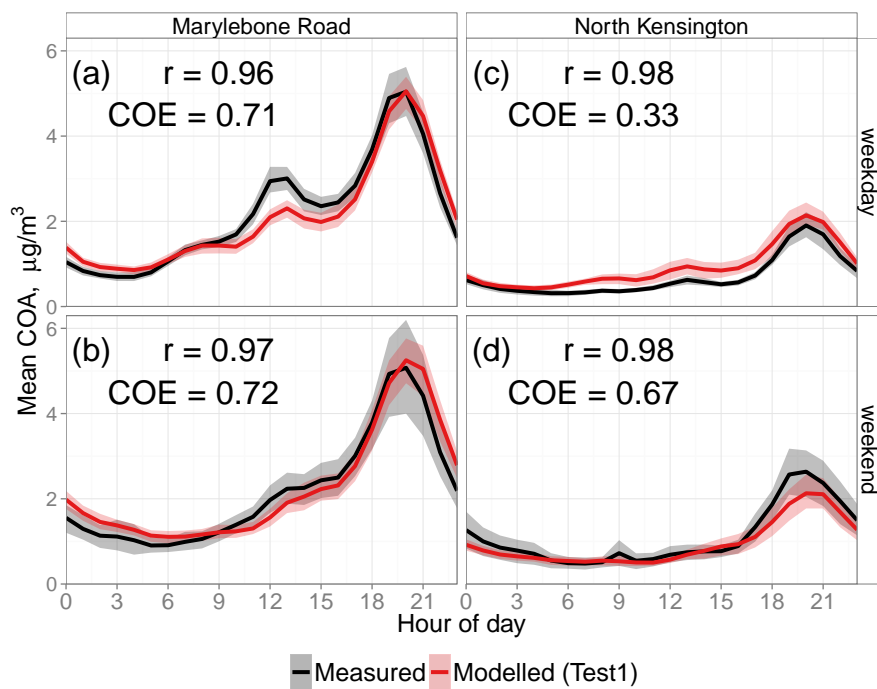 Marylebone Road
North Kensington
(a) r = 0.96
COE = 0.71
(c) r = 0.98
COE = 0.33
weekday
(b) r = 0.97
COE = 0.72
(d) r = 0.98
COE = 0.67
weekend
Mean COA, μg/m³
6
4
2
0
6
4
2
0
0 3 6 9 12 15 18 21
0 3 6 9 12 15 18 21
Hour of day
Measured Modelled (Test1)